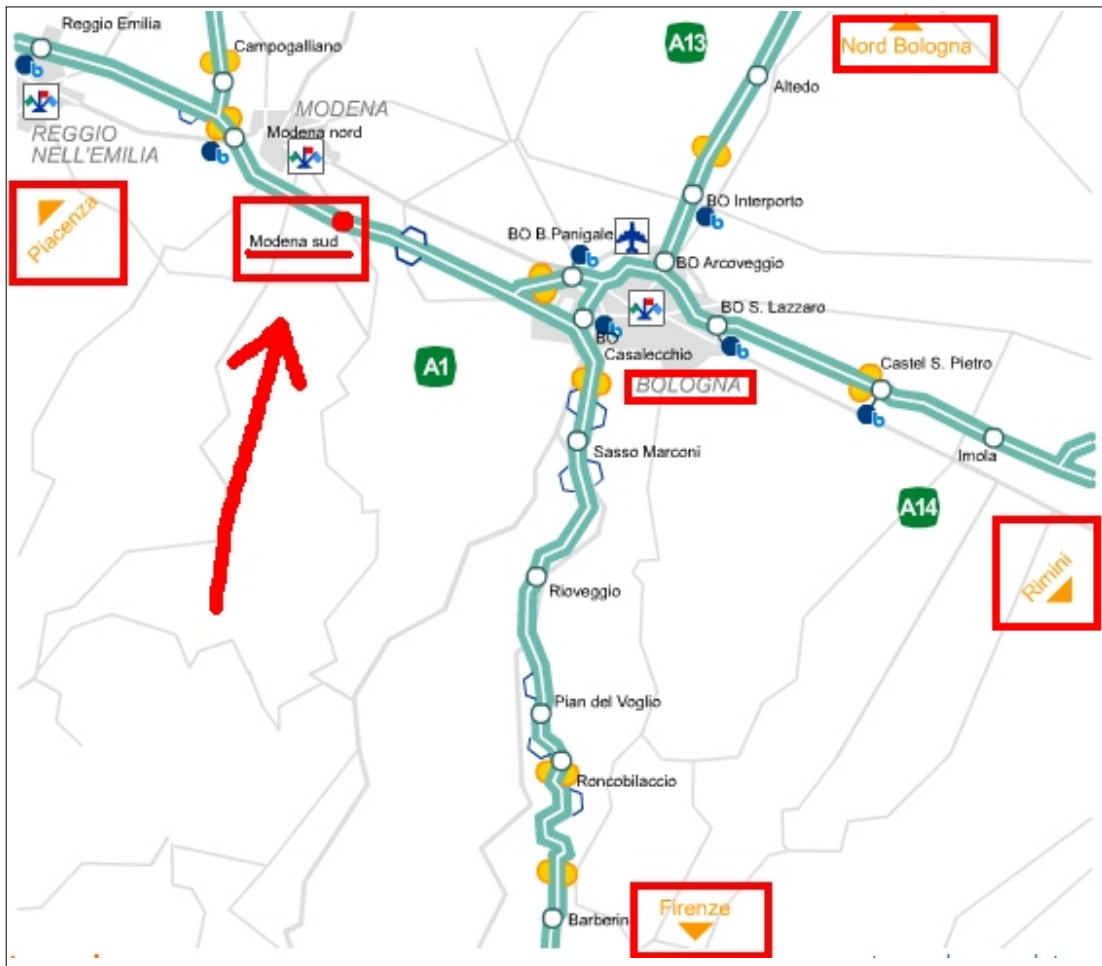 Reggio Emilia
Campogalliano
A13
Nord Bologna
Altedo
MODENA
Modena nord
REGGIO
NELL'EMILIA
Piacenza
BO Interporto
Modena sud
BO B.Panigale
BO Arcoveggio
BO S. Lazzaro
BO
Casalecchio
A1
BOLOGNA
Castel S. Pietro
Sasso Marconi
Imola
A14
Rioveggio
Rimini
Pian del Voglio
Roncobilaccio
Firenze
Barberin